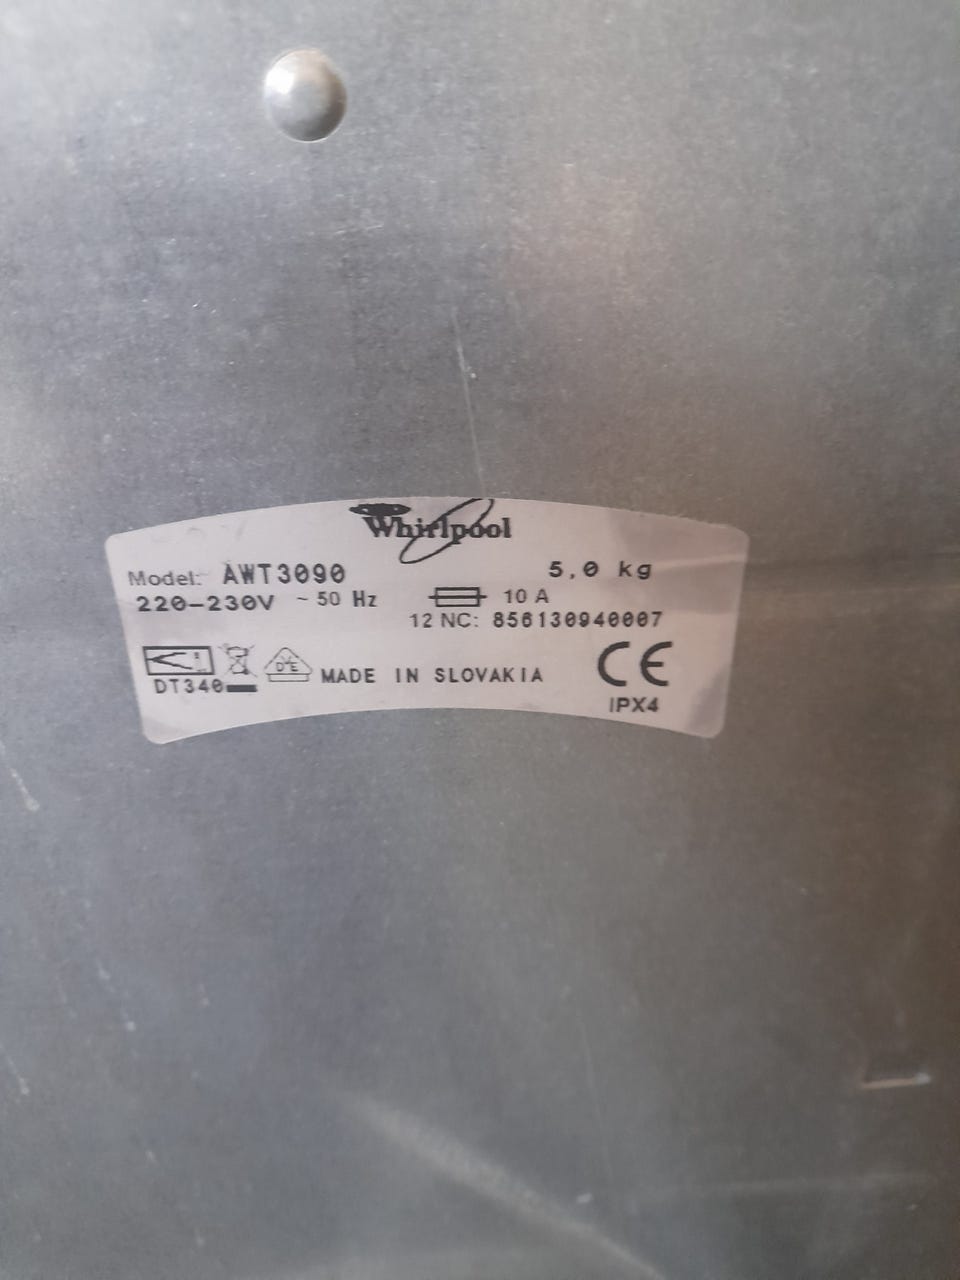 Whirlpool
Model: AWT3090 5,0 kg
220-230V ~ 50 Hz 10 A
12 NC: 856130940007
DVE MADE IN SLOVAKIA CE
DT340 IPX4